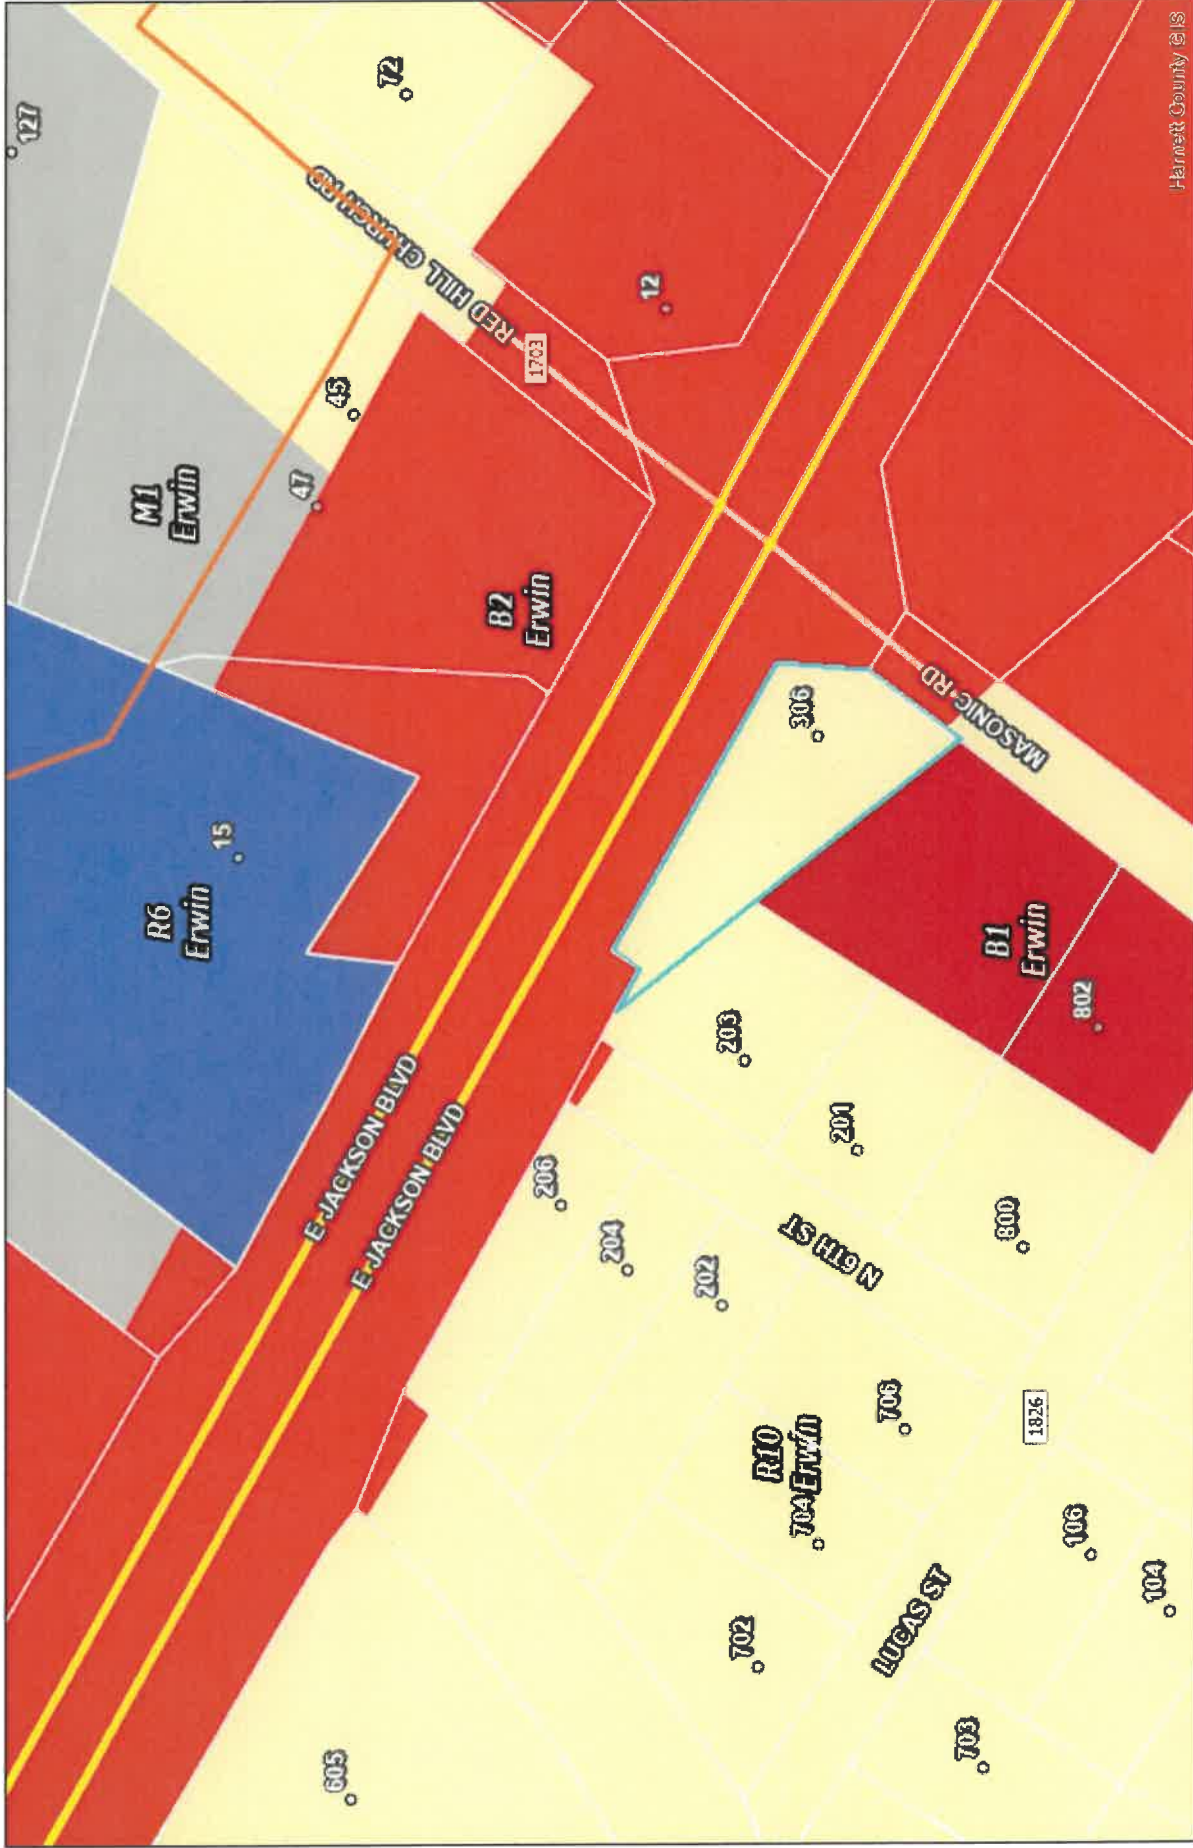 127
72
RED HILL CHURCH RD
1703
12
45
47
M1
Erwin
B2
Erwin
15
R6
Erwin
306
MASONIC RD
B1
Erwin
802
E JACKSON BLVD
E JACKSON BLVD
203
201
206
204
202
N 6TH ST
800
706
R10
Erwin
704
1826
106
104
LUCAS ST
702
703
605
Harnett County GIS